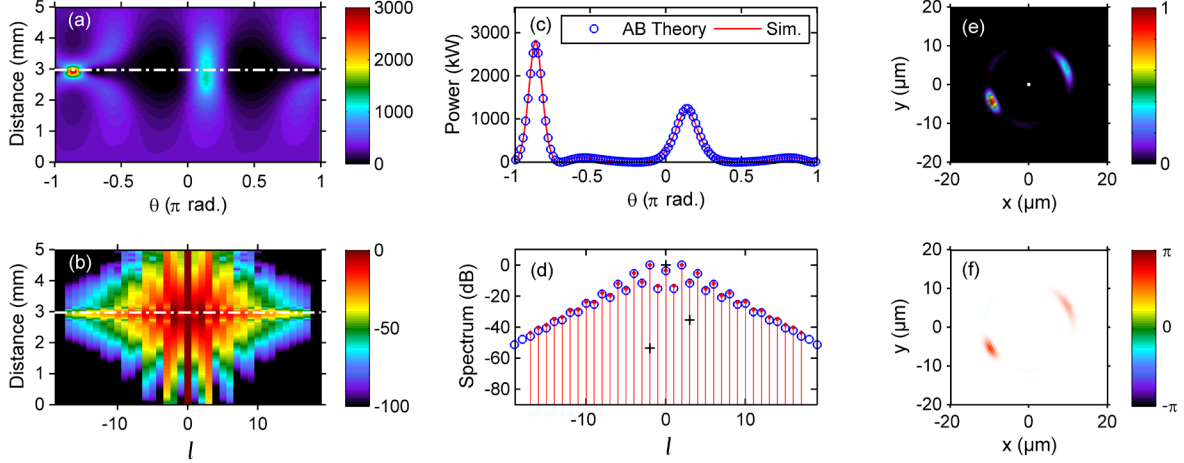 (a)
Distance (mm)
5
4
3
2
1
0
-1
-0.5
0
0.5
1
θ (π rad.)
3000
2000
1000
0
(c)
AB Theory
Sim.
Power (kW)
3000
2000
1000
0
-1
-0.5
0
0.5
1
θ (π rad.)
(e)
y (µm)
20
10
0
-10
-20
-20
0
20
x (µm)
1
0
(b)
Distance (mm)
5
4
3
2
1
0
-10
0
10
l
0
-50
-100
(d)
Spectrum (dB)
0
-20
-40
-60
-80
-10
0
10
l
(f)
y (µm)
20
10
0
-10
-20
-20
0
20
x (µm)
π
0
-π